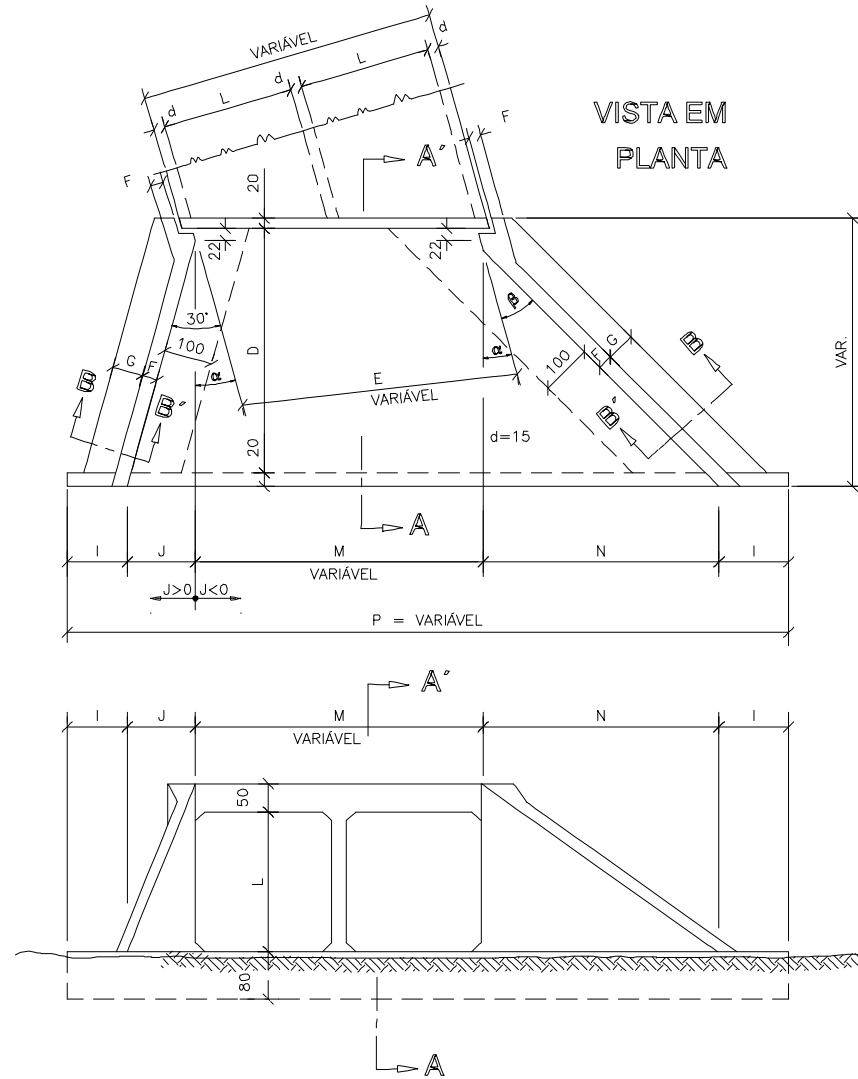 VARIÁVEL
d
d
L
d
L
F
F
VISTA EM
PLANTA
A´
20
22
22
30°
100
α
G
F
D
E
VARIÁVEL
α
β
100
F
G
B
B´
B
B´
VAR.
20
d=15
A
I
J
M
N
I
VARIÁVEL
J>0
J<0
P = VARIÁVEL
A´
I
J
M
N
I
VARIÁVEL
50
L
80
A